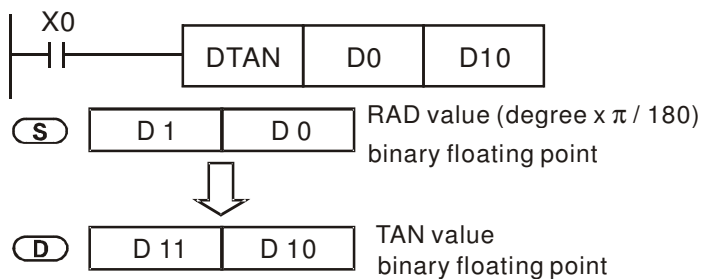 X0
DTAN D0 D10
S D 1 D 0 RAD value (degree x π / 180)
binary floating point
D D 11 D 10 TAN value
binary floating point